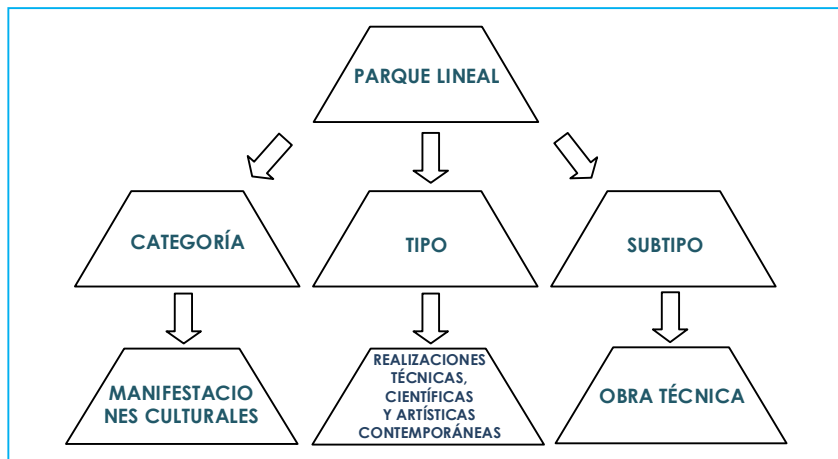 PARQUE LINEAL
CATEGORÍA
TIPO
SUBTIPO
MANIFESTACIO
NES CULTURALES
REALIZACIONES
TÉCNICAS,
CIENTÍFICAS
Y ARTÍSTICAS
CONTEMPORÁNEAS
OBRA TÉCNICA